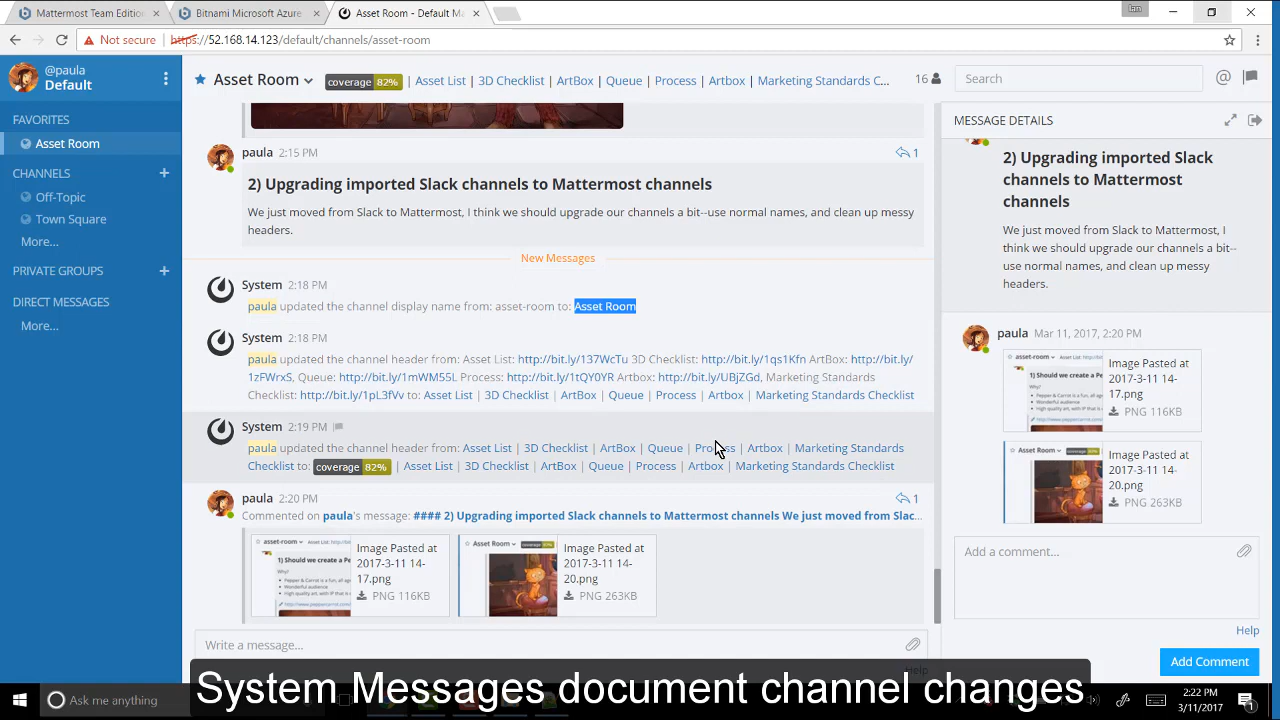 Mattermost Team Edition
Bitnami Microsoft Azure
Asset Room - Default M
Not secure
https://52.168.14.123/default/channels/asset-room
@paula
Default
FAVORITES
Asset Room
CHANNELS
Off-Topic
Town Square
More...
PRIVATE GROUPS
DIRECT MESSAGES
More...
Asset Room
coverage 82% | Asset List | 3D Checklist | ArtBox | Queue | Process | Artbox | Marketing Standards C...
16
Search
@
paula 2:15 PM
1
2) Upgrading imported Slack channels to Mattermost channels
We just moved from Slack to Mattermost, I think we should upgrade our channels a bit--use normal names, and clean up messy
headers.
New Messages
System 2:18 PM
paula updated the channel display name from: asset-room to: Asset Room
System 2:18 PM
paula updated the channel header from: Asset List: http://bit.ly/137WcTu 3D Checklist: http://bit.ly/1qs1Kfn ArtBox: http://bit.ly/
1zFWrxS, Queue: http://bit.ly/1mWM55L Process: http://bit.ly/1tQY0YR Artbox: http://bit.ly/UBjZGd, Marketing Standards
Checklist: http://bit.ly/1pL3fVv to: Asset List | 3D Checklist | ArtBox | Queue | Process | Artbox | Marketing Standards Checklist
System 2:19 PM
paula updated the channel header from: Asset List | 3D Checklist | ArtBox | Queue | Process | Artbox | Marketing Standards
Checklist to: coverage 82% | Asset List | 3D Checklist | ArtBox | Queue | Process | Artbox | Marketing Standards Checklist
paula 2:20 PM
1
Commented on paula's message: #### 2) Upgrading imported Slack channels to Mattermost channels We just moved from Slac...
Image Pasted at
2017-3-11 14-
17.png
PNG 116KB
Image Pasted at
2017-3-11 14-
20.png
PNG 263KB
Write a message...
Help
MESSAGE DETAILS
2) Upgrading imported Slack
channels to Mattermost
channels
We just moved from Slack to Mattermost, I
think we should upgrade our channels a bit--
use normal names, and clean up messy
headers.
paula Mar 11, 2017, 2:20 PM
Image Pasted at
2017-3-11 14-
17.png
PNG 116KB
Image Pasted at
2017-3-11 14-
20.png
PNG 263KB
Add a comment...
Help
Add Comment
System Messages document channel changes
Ask me anything
2:22 PM
3/11/2017
1